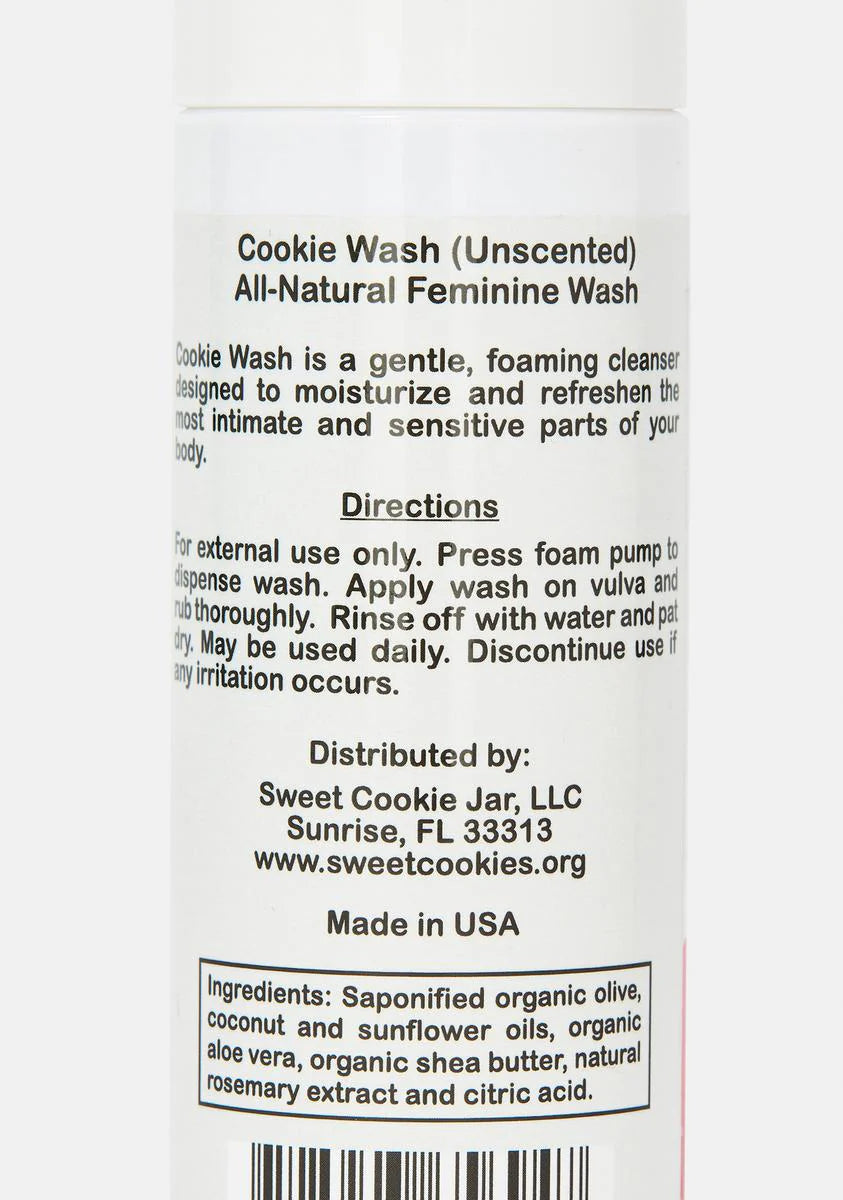 Cookie Wash (Unscented)
All-Natural Feminine Wash
Cookie Wash is a gentle, foaming cleanser
designed to moisturize and refreshen the
most intimate and sensitive parts of your
body.
Directions
For external use only. Press foam pump to
dispense wash. Apply wash on vulva and
rub thoroughly. Rinse off with water and pat
dry. May be used daily. Discontinue use if
any irritation occurs.
Distributed by:
Sweet Cookie Jar, LLC
Sunrise, FL 33313
www.sweetcookies.org
Made in USA
Ingredients: Saponified organic olive,
coconut and sunflower oils, organic
aloe vera, organic shea butter, natural
rosemary extract and citric acid.